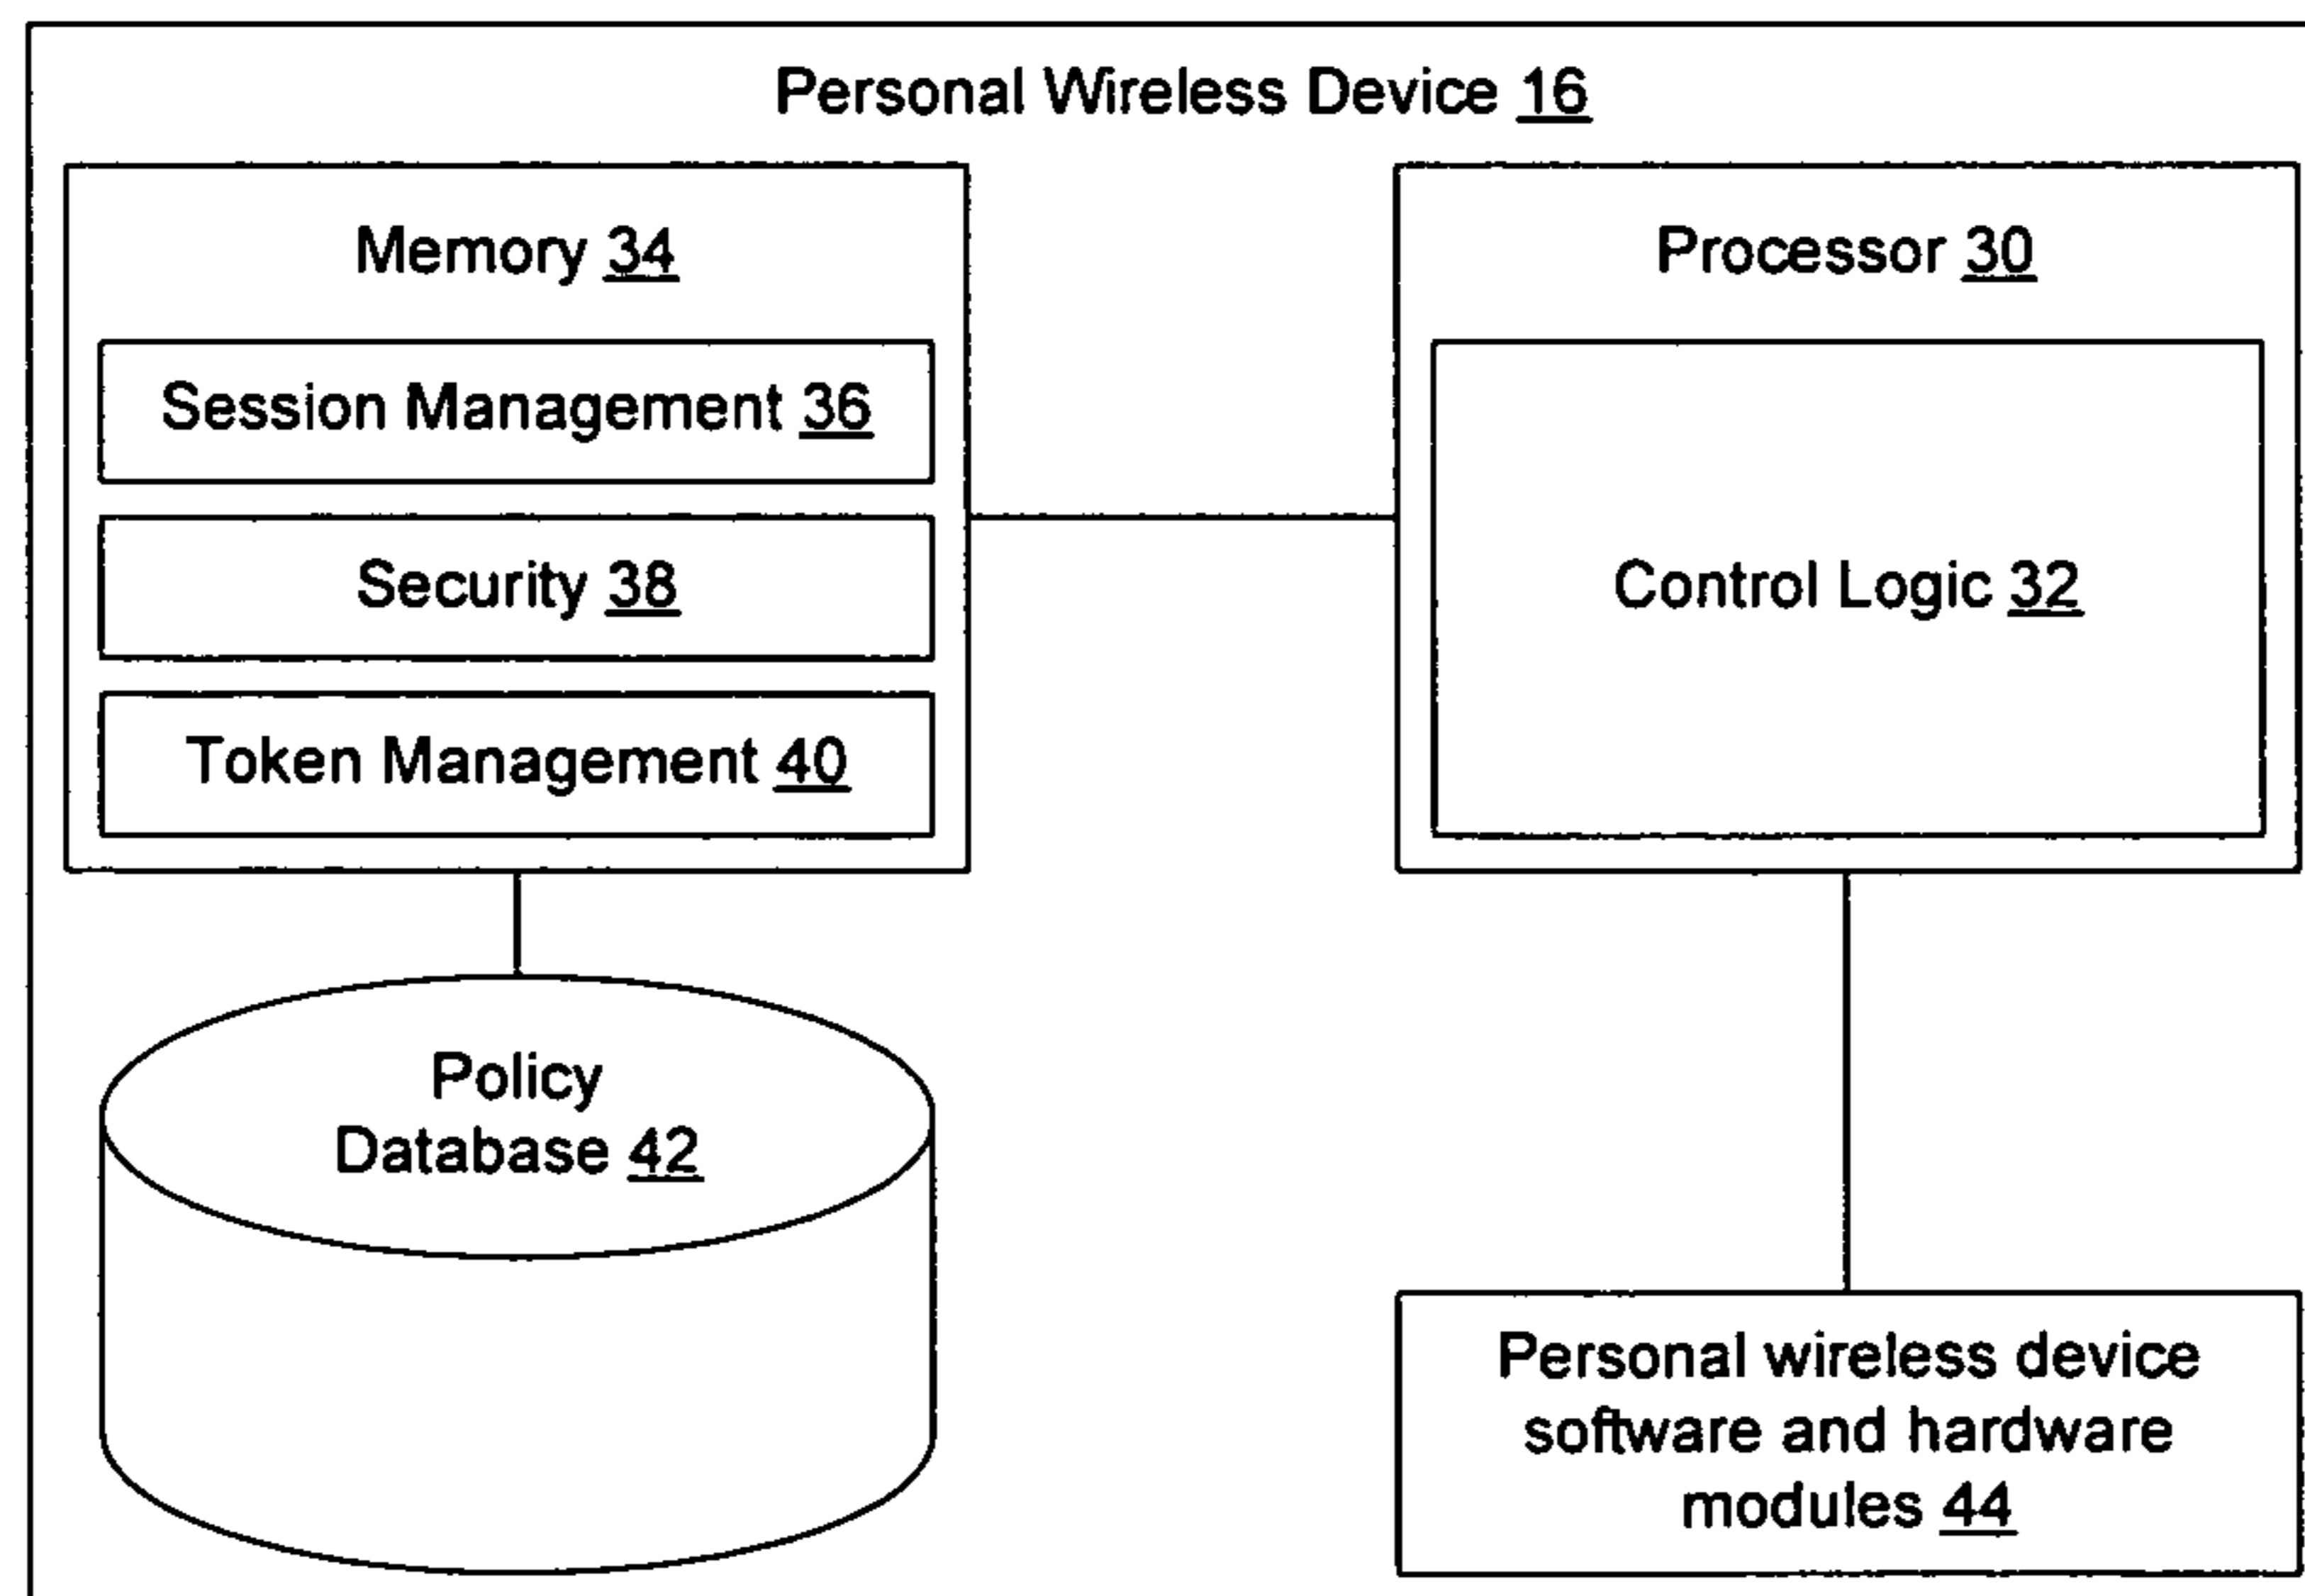 Personal Wireless Device 16
Memory 34
Session Management 36
Security 38
Token Management 40
Processor 30
Control Logic 32
Policy
Database 42
Personal wireless device
software and hardware
modules 44